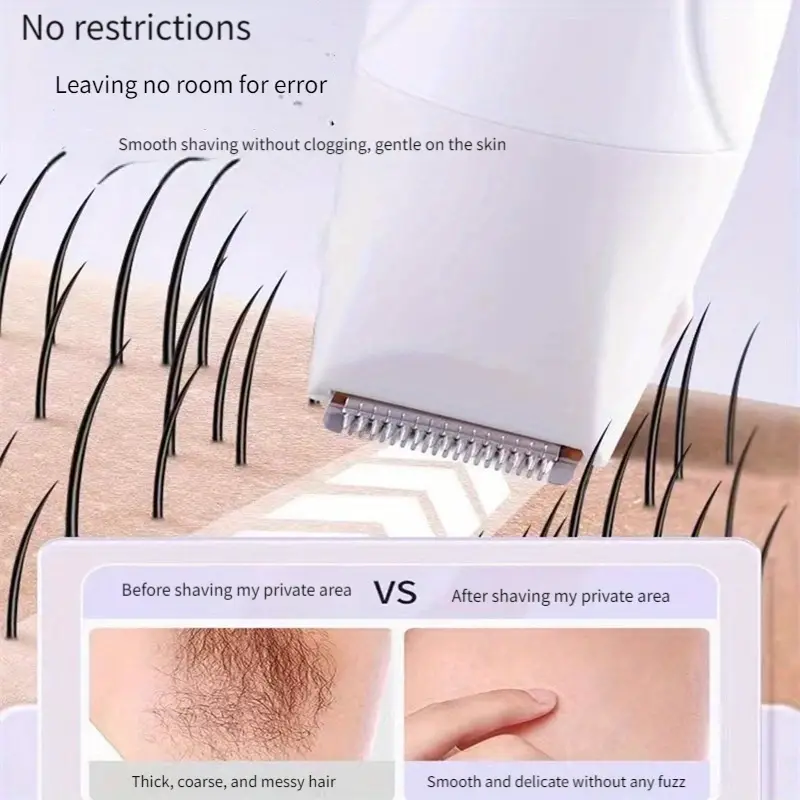 No restrictions
Leaving no room for error
Smooth shaving without clogging, gentle on the skin
Before shaving my private area VS After shaving my private area
Thick, coarse, and messy hair
Smooth and delicate without any fuzz